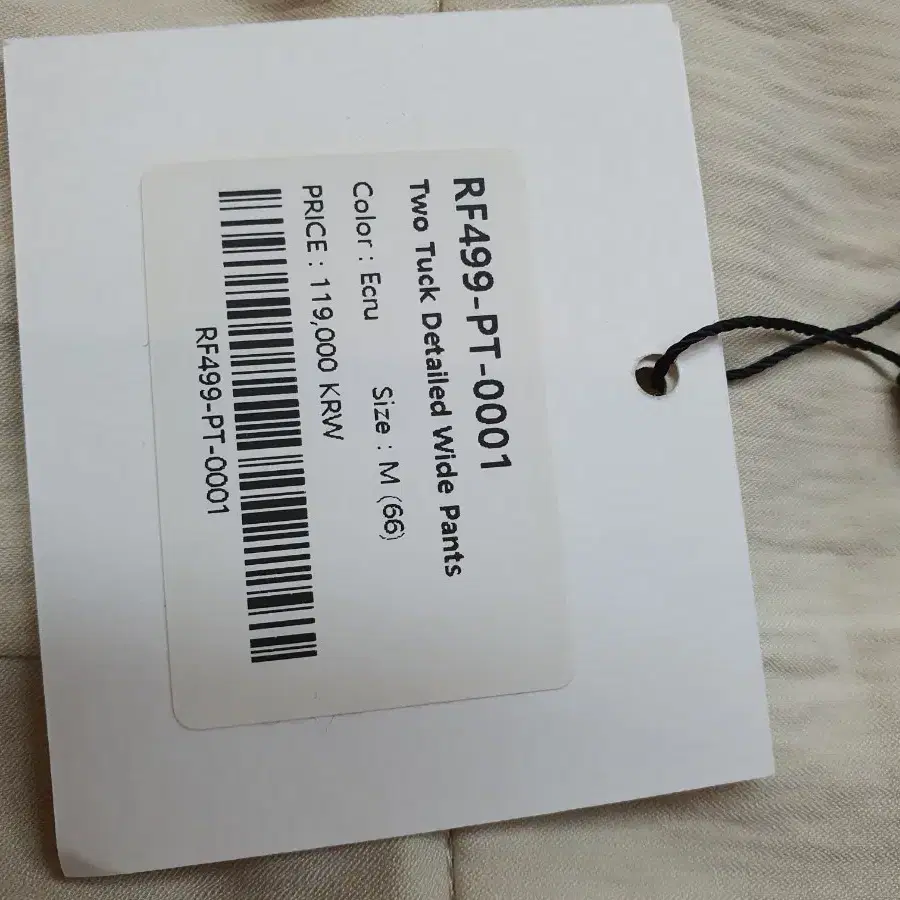 RF499-PT-0001
Two Tuck Detailed Wide Pants
Color : Ecru Size : M (66)
PRICE : 119,000 KRW
RF499-PT-0001